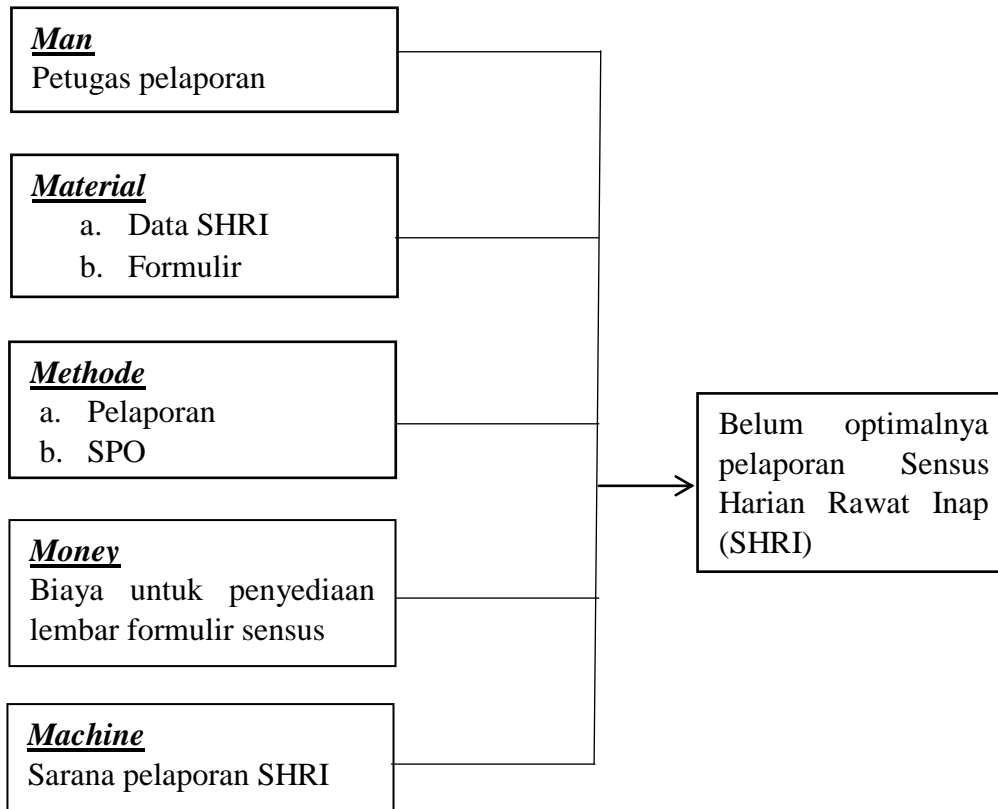 Man
Petugas pelaporan
Material
a. Data SHRI
b. Formulir
Methode
a. Pelaporan
b. SPO
Money
Biaya untuk penyediaan
lembar formulir sensus
Machine
Sarana pelaporan SHRI
Belum optimalnya
pelaporan Sensus
Harian Rawat Inap
(SHRI)